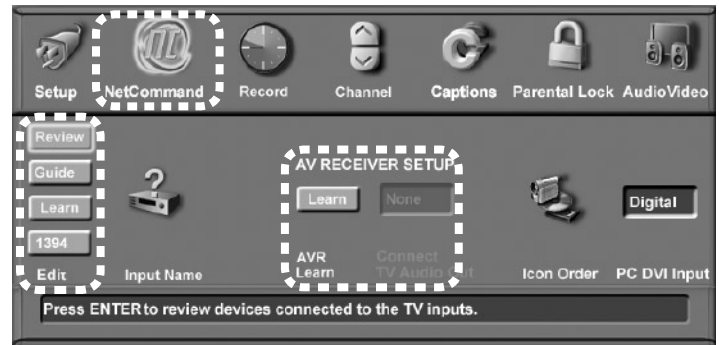 Setup NetCommand Record Channel Captions Parental Lock AudioVideo
Review
Guide
Learn
1394
Edit
Input Name
AV RECEIVER SETUP
Learn None
AVR Learn
Connect TV Audio Out
Icon Order
Digital
PC DVI Input
Press ENTER to review devices connected to the TV inputs.